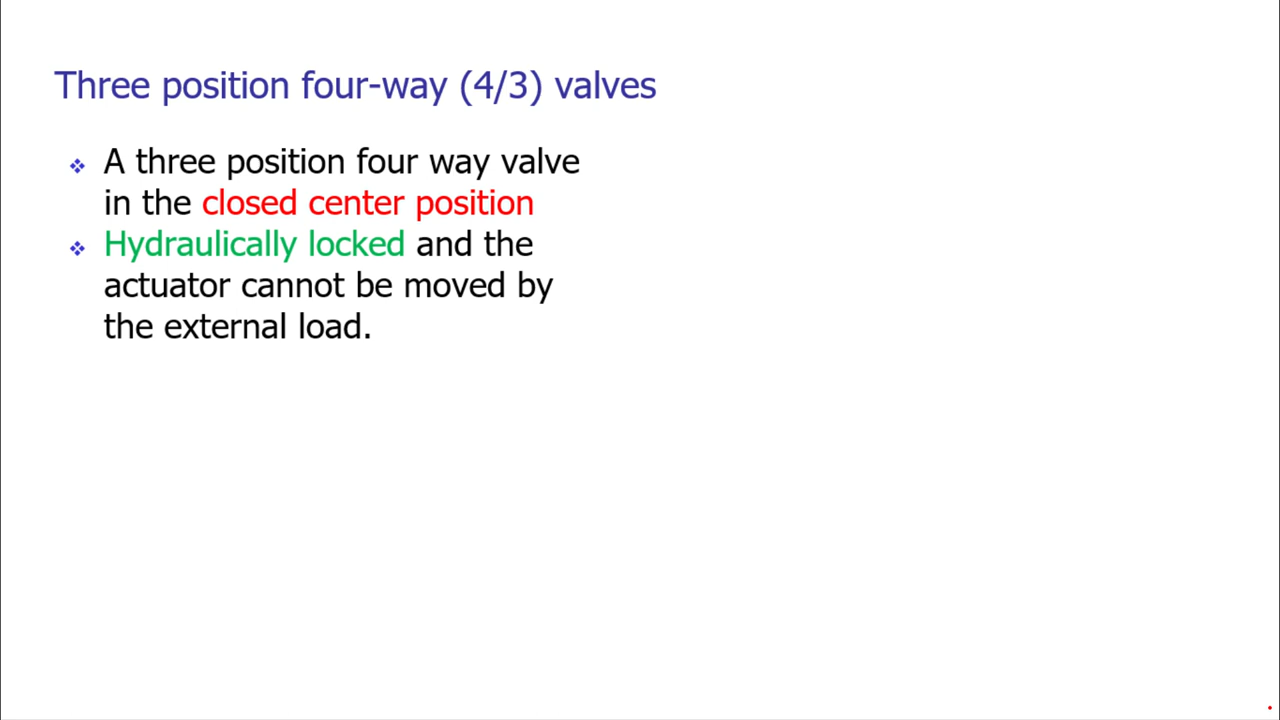 Three position four-way (4/3) valves
❖ A three position four way valve
in the closed center position
❖ Hydraulically locked and the
actuator cannot be moved by
the external load.